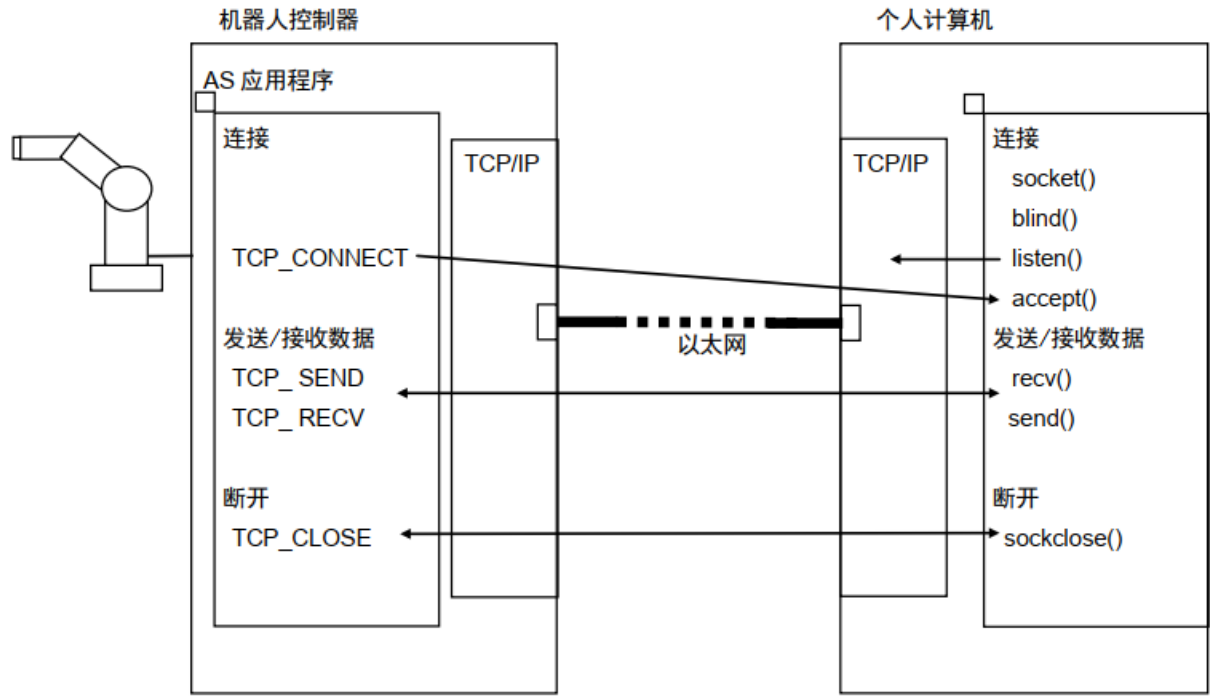 机器人控制器
AS 应用程序
连接
TCP_CONNECT
发送/接收数据
TCP_ SEND
TCP_ RECV
断开
TCP_CLOSE
TCP/IP
以太网
个人计算机
TCP/IP
连接
socket()
blind()
listen()
accept()
发送/接收数据
recv()
send()
断开
sockclose()